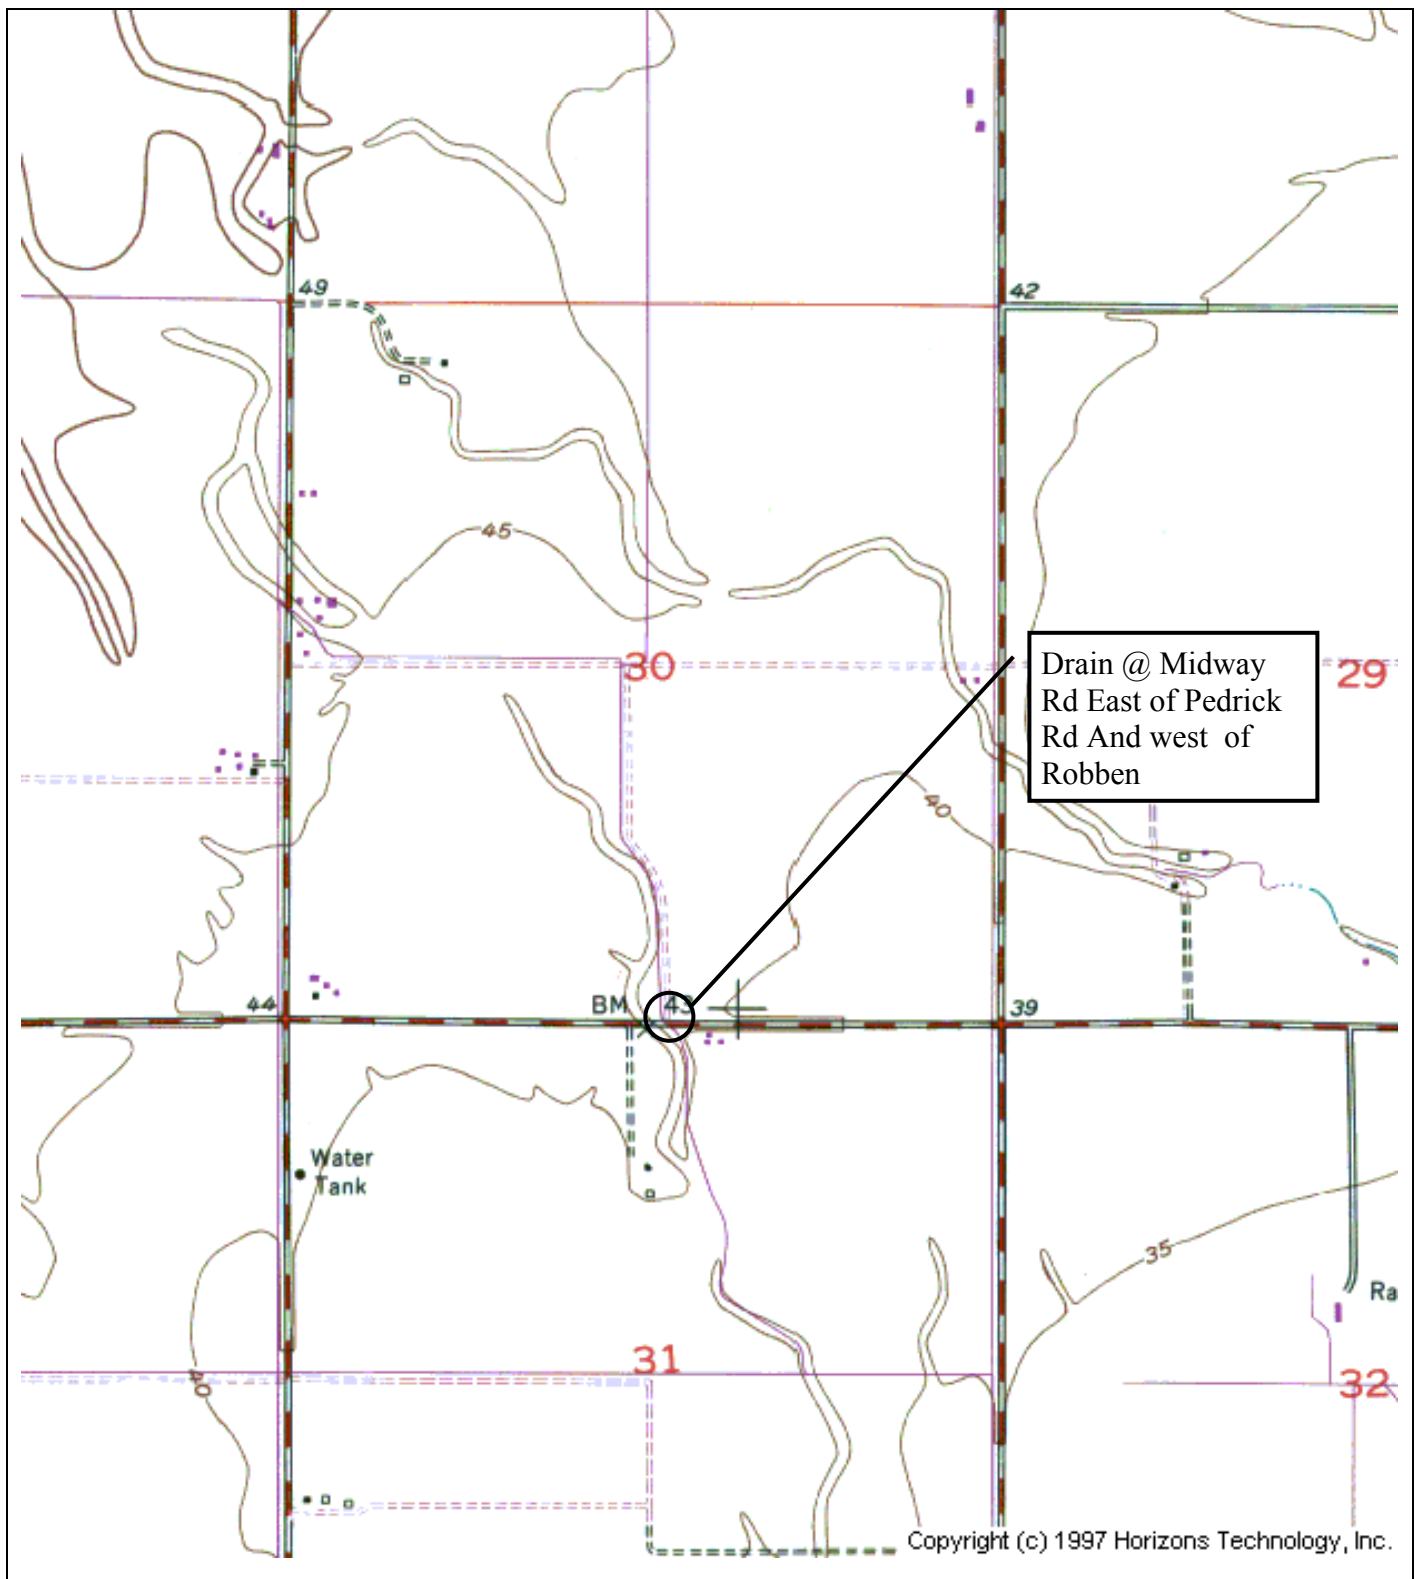 49
42
45
30
29
Drain @ Midway
Rd East of Pedrick
Rd And west of
Robben
40
44
BM
43
39
Water
Tank
35
Ra
31
40
32
Copyright (c) 1997 Horizons Technology, Inc.